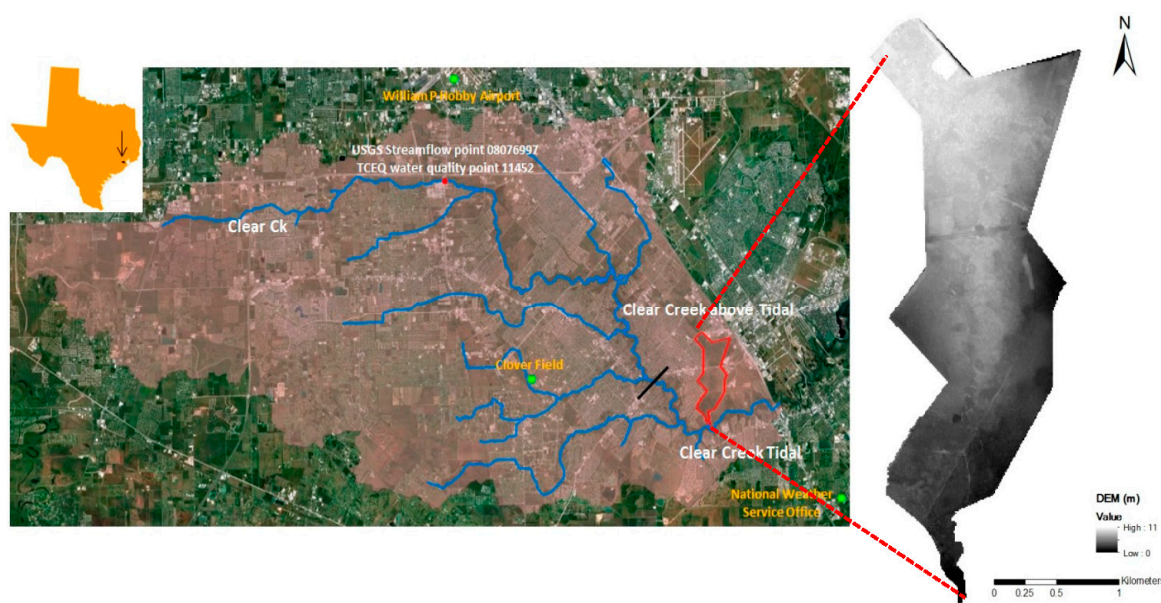 N
William P Hobby Airport
USGS Streamflow point 08076997
TCEQ water quality point 11452
Clear Ck
Clear Creek above Tidal
Clover Field
Clear Creek Tidal
National Weather
Service Office
DEM (m)
Value
High : 11
Low : 0
Kilometers
0 0.25 0.5 1